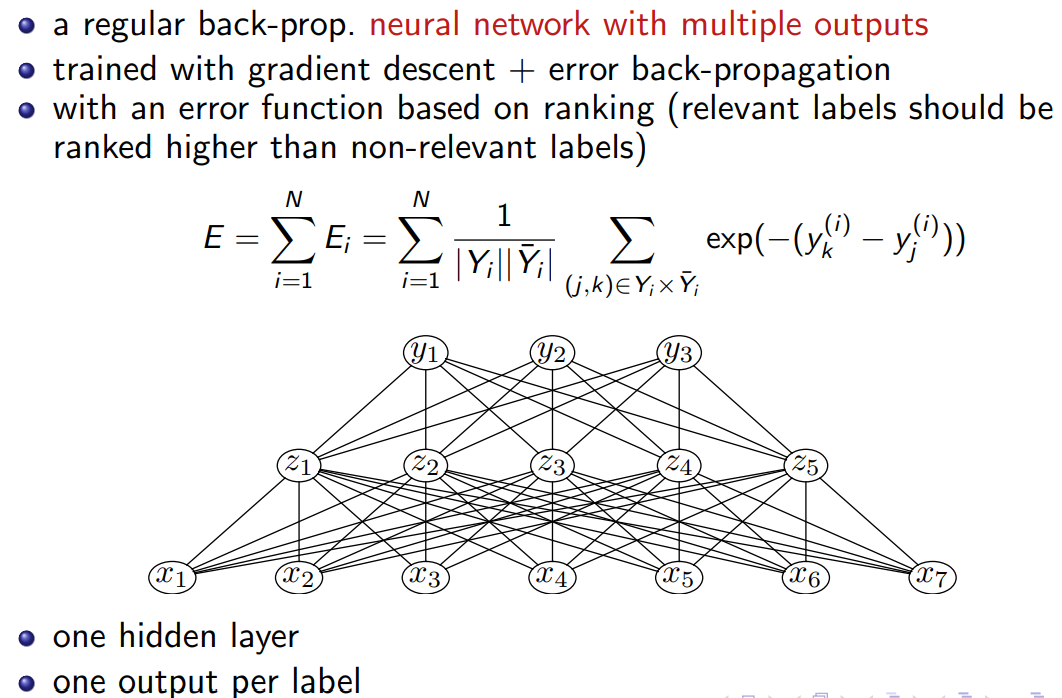 a regular back-prop. neural network with multiple outputs
trained with gradient descent + error back-propagation
with an error function based on ranking (relevant labels should be
ranked higher than non-relevant labels)
E = \sum_{i=1}^{N} E_i = \sum_{i=1}^{N} \frac{1}{|Y_i||\bar{Y}_i|} \sum_{(j,k) \in Y_i \times \bar{Y}_i} \exp(-(y_k^{(i)} - y_j^{(i)}))
y_1 y_2 y_3
z_1 z_2 z_3 z_4 z_5
x_1 x_2 x_3 x_4 x_5 x_6 x_7
one hidden layer
one output per label